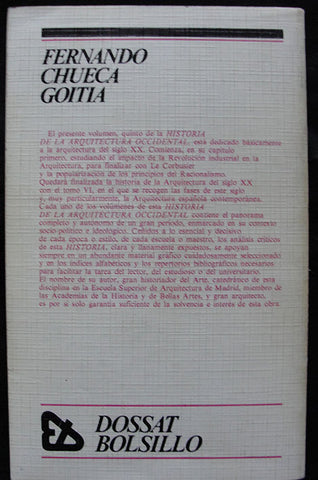 FERNANDO
CHUECA
GOITIA
El presente volumen, quinto de la HISTORIA
DE LA ARQUITECTURA OCCIDENTAL, está dedicado básicamente
a la arquitectura del siglo XX. Comienza, en su capítulo
primero, estudiando el impacto de la Revolución industrial en la
Arquitectura, para finalizar con Le Corbusier
y la popularización de los principios del Racionalismo.
Quedará finalizada la historia de la Arquitectura del siglo XX
con el tomo VI, en el que se recogen las fases de este siglo
y, muy particularmente, la Arquitectura española contemporánea.
Cada uno de los volúmenes de esta HISTORIA
DE LA ARQUITECTURA OCCIDENTAL contiene el panorama
completo y autónomo de un gran período, enmarcado en su contexto
socio-político e ideológico. Ceñidos a lo esencial y decisivo
de cada época o estilo, de cada escuela o maestro, los análisis críticos
de esta HISTORIA, clara y llanamente expuestos, se apoyan
siempre en un abundante material gráfico cuidadosamente seleccionado
y en los índices alfabéticos y los repertorios bibliográficos necesarios
para facilitar la tarea del lector, del estudioso o del universitario.
El nombre de su autor, gran historiador del Arte, catedrático de esta
disciplina en la Escuela Superior de Arquitectura de Madrid, miembro de
las Academias de la Historia y de Bellas Artes, y gran arquitecto,
es por sí solo garantía suficiente de la solvencia e interés de esta obra.
DOSSAT
BOLSILLO